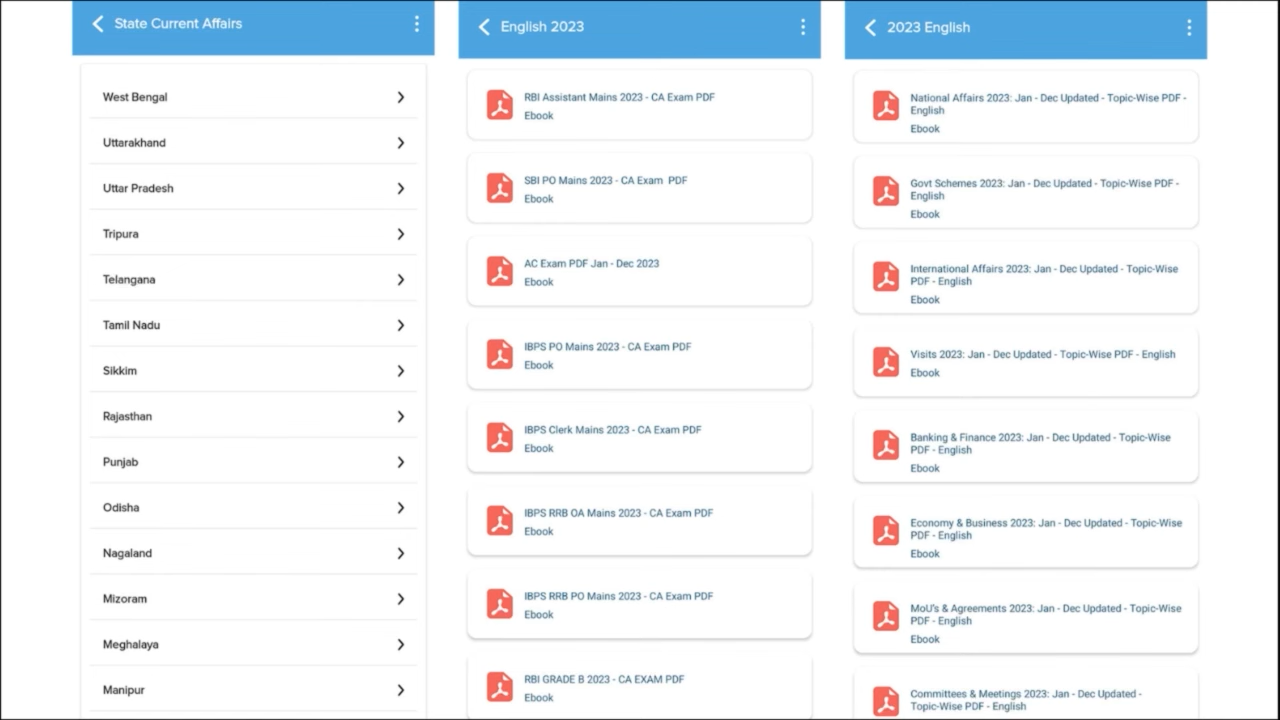 State Current Affairs
West Bengal
Uttarakhand
Uttar Pradesh
Tripura
Telangana
Tamil Nadu
Sikkim
Rajasthan
Punjab
Odisha
Nagaland
Mizoram
Meghalaya
Manipur
English 2023
RBI Assistant Mains 2023 - CA Exam PDF
Ebook
SBI PO Mains 2023 - CA Exam PDF
Ebook
AC Exam PDF Jan - Dec 2023
Ebook
IBPS PO Mains 2023 - CA Exam PDF
Ebook
IBPS Clerk Mains 2023 - CA Exam PDF
Ebook
IBPS RRB OA Mains 2023 - CA Exam PDF
Ebook
IBPS RRB PO Mains 2023 - CA Exam PDF
Ebook
RBI GRADE B 2023 - CA EXAM PDF
Ebook
2023 English
National Affairs 2023: Jan - Dec Updated - Topic-Wise PDF -
English
Ebook
Govt Schemes 2023: Jan - Dec Updated - Topic-Wise PDF -
English
Ebook
International Affairs 2023: Jan - Dec Updated - Topic-Wise
PDF - English
Ebook
Visits 2023: Jan - Dec Updated - Topic-Wise PDF - English
Ebook
Banking & Finance 2023: Jan - Dec Updated - Topic-Wise
PDF - English
Ebook
Economy & Business 2023: Jan - Dec Updated - Topic-Wise
PDF - English
Ebook
MoU's & Agreements 2023: Jan - Dec Updated - Topic-Wise
PDF - English
Ebook
Committees & Meetings 2023: Jan - Dec Updated -
Topic-Wise PDF - English